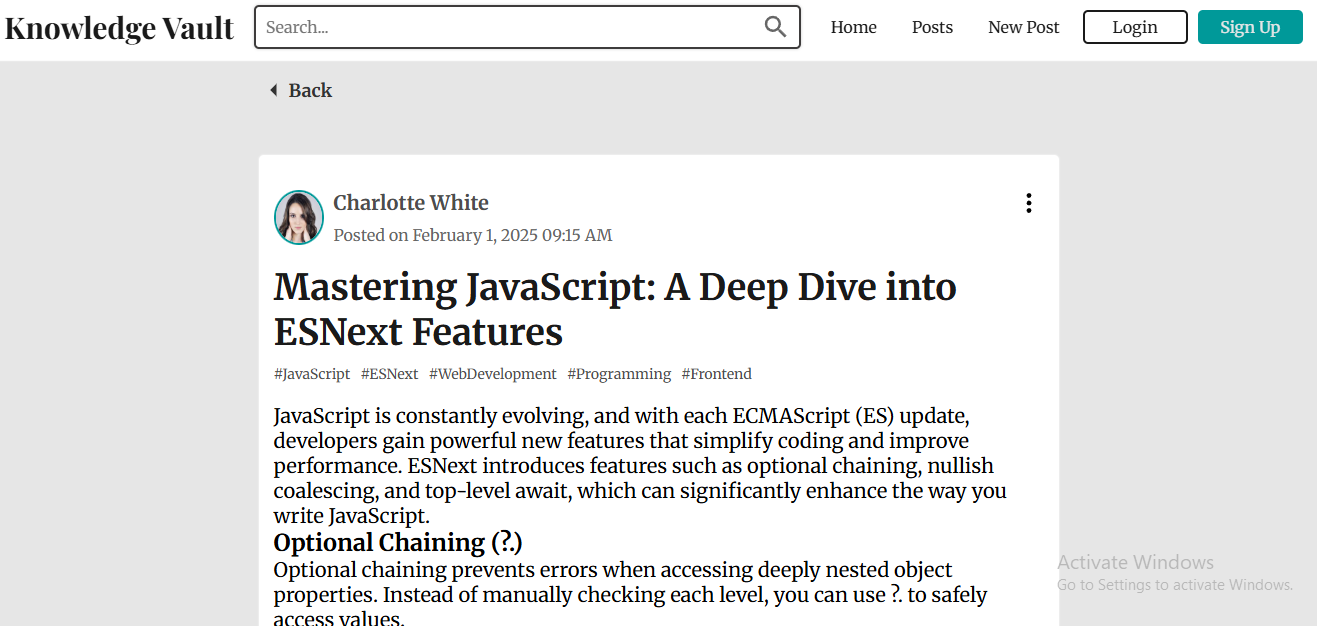 Knowledge Vault
Search...
Home
Posts
New Post
Login
Sign Up
Back
Charlotte White
Posted on February 1, 2025 09:15 AM
Mastering JavaScript: A Deep Dive into
ESNext Features
#JavaScript #ESNext #WebDevelopment #Programming #Frontend
JavaScript is constantly evolving, and with each ECMAScript (ES) update,
developers gain powerful new features that simplify coding and improve
performance. ESNext introduces features such as optional chaining, nullish
coalescing, and top-level await, which can significantly enhance the way you
write JavaScript.
Optional Chaining (?.)
Optional chaining prevents errors when accessing deeply nested object
properties. Instead of manually checking each level, you can use ?. to safely
access values.
Activate Windows
Go to Settings to activate Windows.